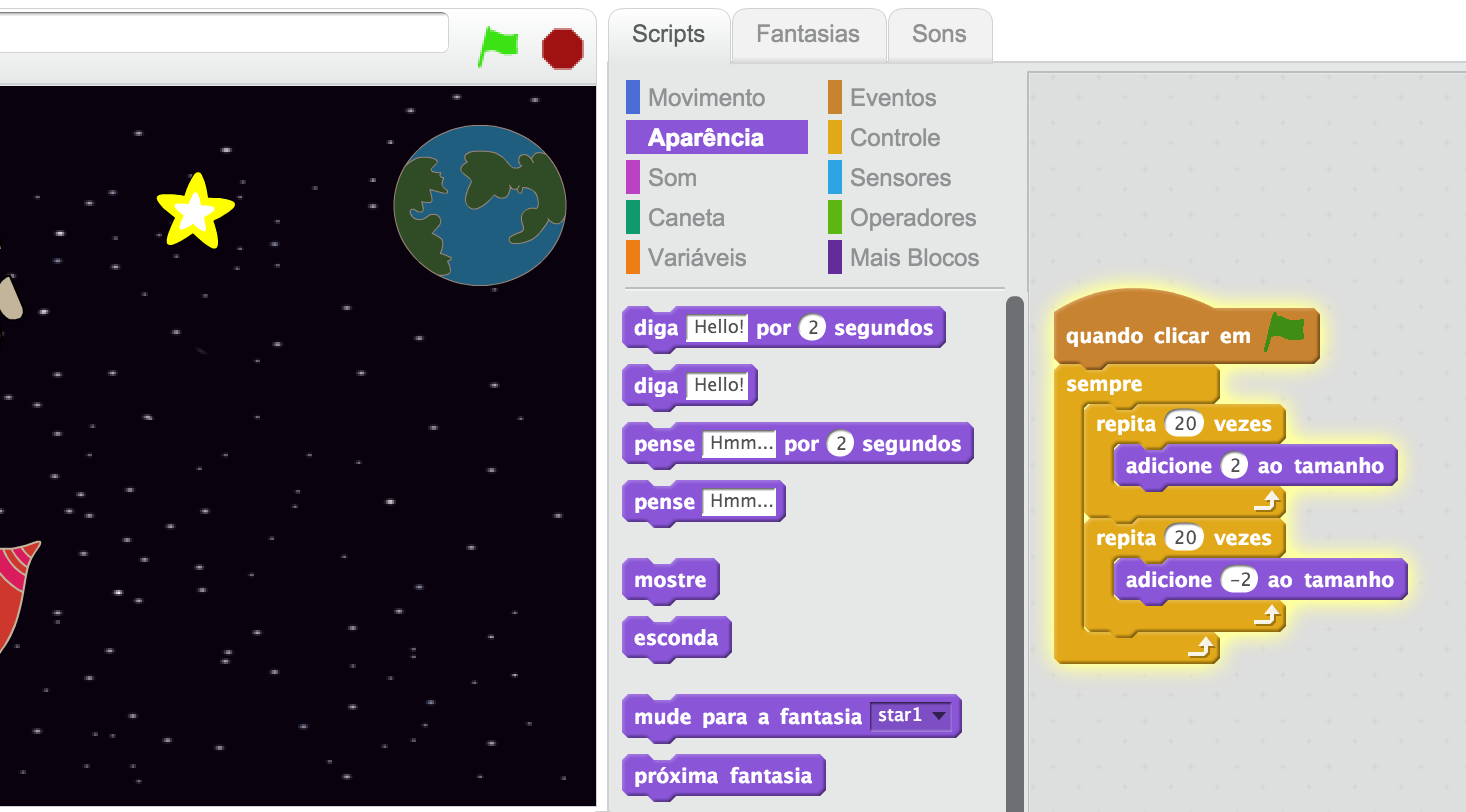 Scripts
Fantasias
Sons
Movimento
Aparência
Som
Caneta
Variáveis
Eventos
Controle
Sensores
Operadores
Mais Blocos
diga Hello! por 2 segundos
diga Hello!
pense Hmm... por 2 segundos
pense Hmm...
mostre
esconda
mude para a fantasia star1
próxima fantasia
quando clicar em
sempre
repita 20 vezes
adicione 2 ao tamanho
repita 20 vezes
adicione -2 ao tamanho